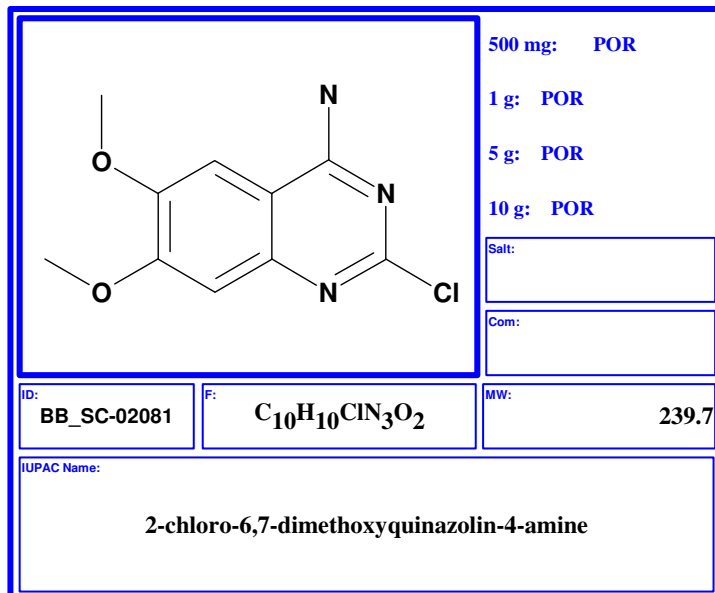 500 mg: POR
1 g: POR
5 g: POR
10 g: POR
N
O
N
O
N
Cl
Salt:
Com:
ID:
BB_SC-02081
F:
C10H10ClN3O2
MW:
239.7
IUPAC Name:
2-chloro-6,7-dimethoxyquinazolin-4-amine